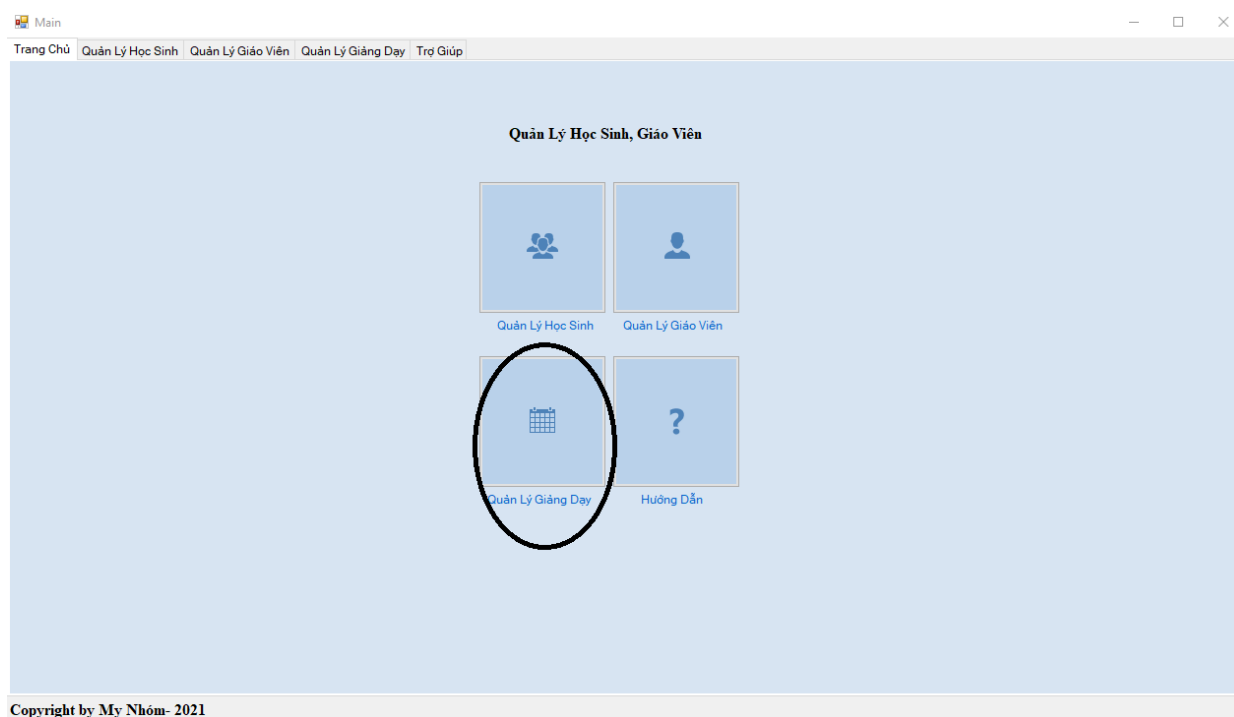 Main
Trang Chủ Quản Lý Học Sinh Quản Lý Giáo Viên Quản Lý Giảng Dạy Trợ Giúp
Quản Lý Học Sinh, Giáo Viên
Quản Lý Học Sinh Quản Lý Giáo Viên
?
Quản Lý Giảng Dạy Hướng Dẫn
Copyright by My Nhóm- 2021